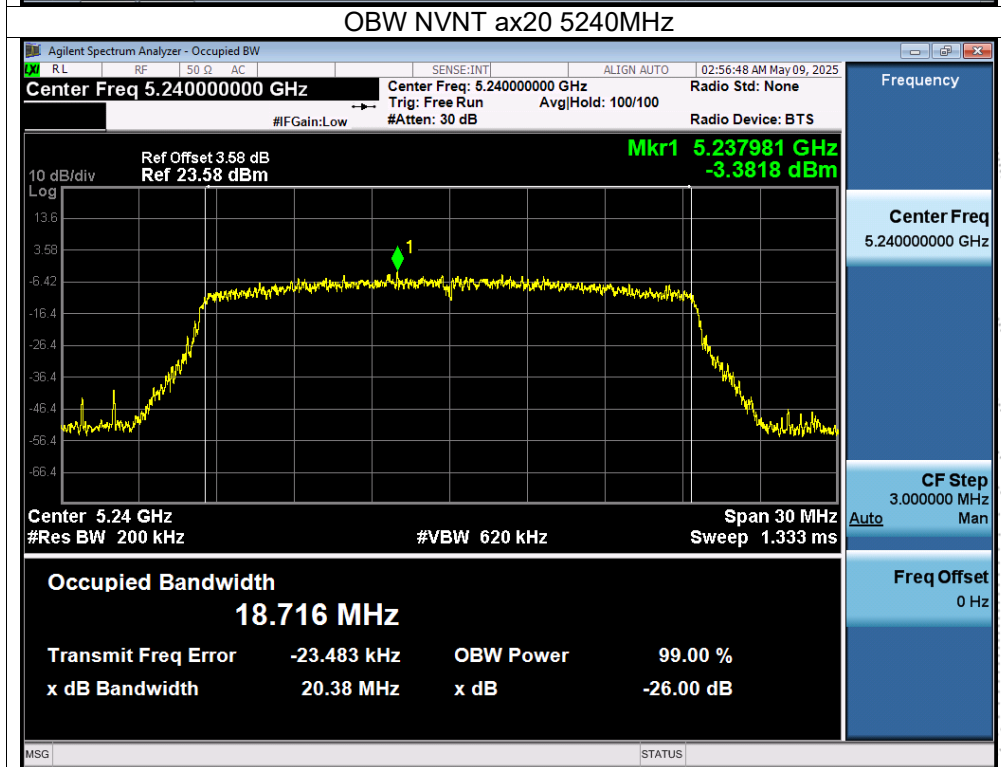 OBW NVNT ax20 5240MHz
Agilent Spectrum Analyzer - Occupied BW
LXI RL RF 50 Ω AC SENSE:INT ALIGN AUTO 02:56:48 AM May 09, 2025
Center Freq 5.240000000 GHz
Center Freq: 5.240000000 GHz Radio Std: None
Trig: Free Run Avg|Hold: 100/100
#IFGain:Low #Atten: 30 dB Radio Device: BTS
Frequency
Mkr1 5.237981 GHz
-3.3818 dBm
Ref Offset 3.58 dB
10 dB/div Ref 23.58 dBm
Log
13.6
3.58
-6.42
-16.4
-26.4
-36.4
-46.4
-56.4
-66.4
1
Center 5.24 GHz Span 30 MHz
#Res BW 200 kHz #VBW 620 kHz Sweep 1.333 ms
Center Freq
5.240000000 GHz
CF Step
3.000000 MHz
Auto Man
Freq Offset
0 Hz
Occupied Bandwidth
18.716 MHz
Transmit Freq Error -23.483 kHz OBW Power 99.00 %
x dB Bandwidth 20.38 MHz x dB -26.00 dB
MSG STATUS